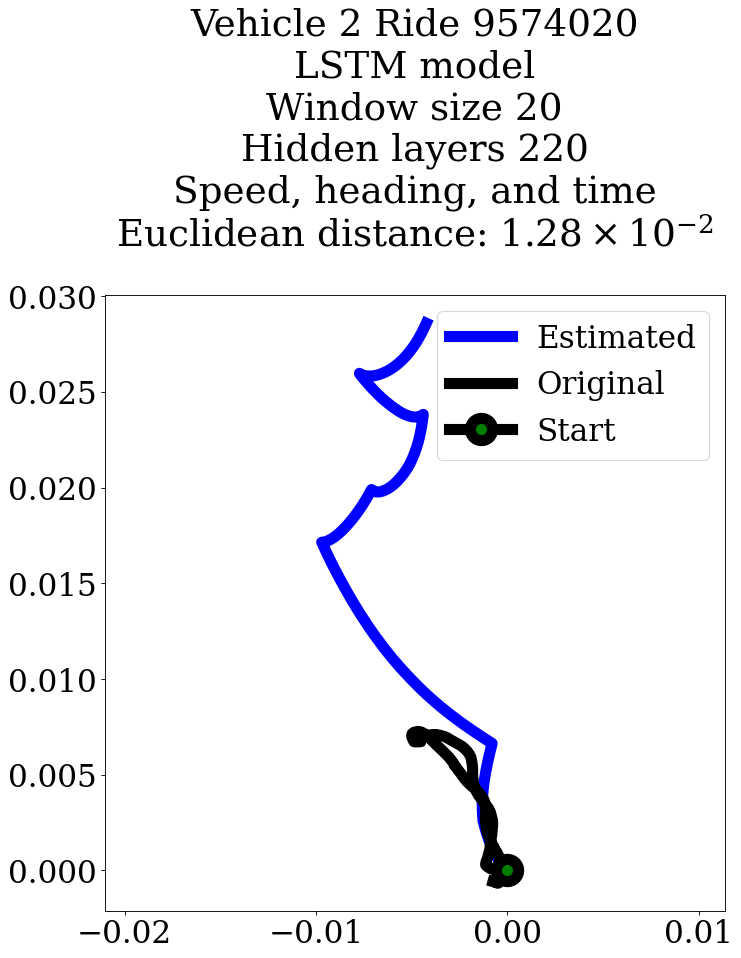 Vehicle 2 Ride 9574020
LSTM model
Window size 20
Hidden layers 220
Speed, heading, and time
Euclidean distance: 1.28 × 10⁻²
0.030
0.025
0.020
0.015
0.010
0.005
0.000
Estimated
Original
Start
−0.02
−0.01
0.00
0.01